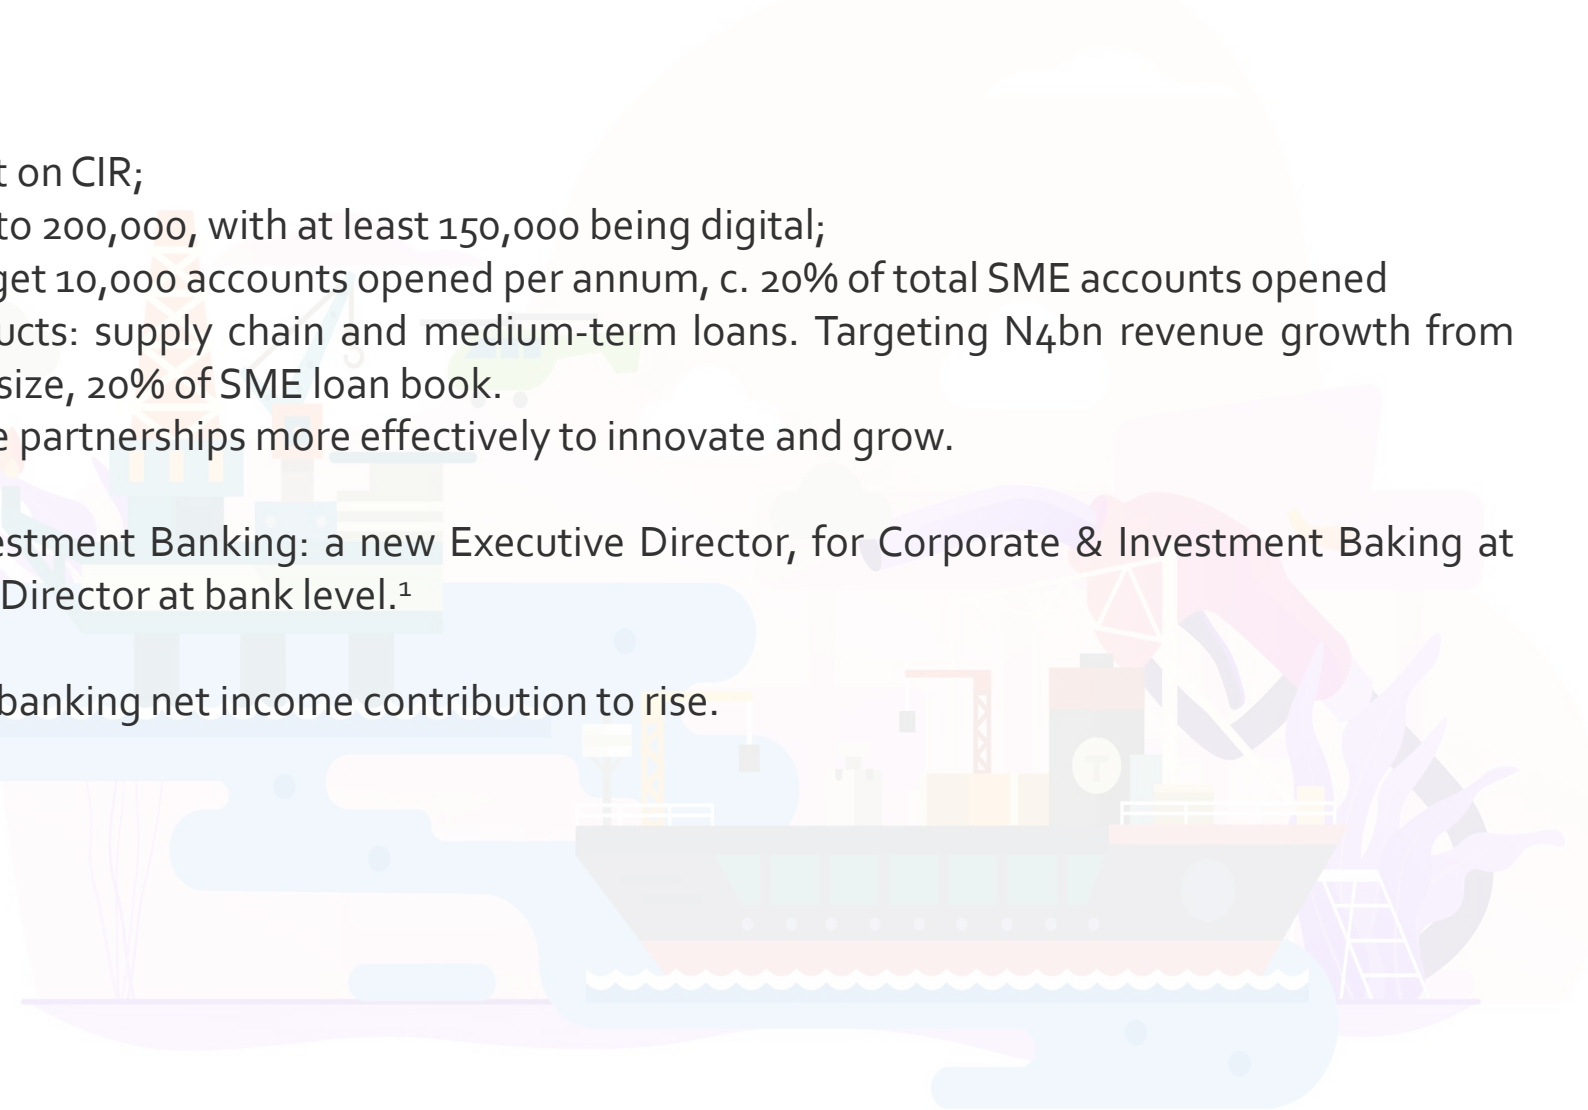 t on CIR;
to 200,000, with at least 150,000 being digital;
get 10,000 accounts opened per annum, c. 20% of total SME accounts opened
ucts: supply chain and medium-term loans. Targeting N4bn revenue growth from
size, 20% of SME loan book.
e partnerships more effectively to innovate and grow.
estment Banking: a new Executive Director, for Corporate & Investment Baking at
Director at bank level.¹
banking net income contribution to rise.
T